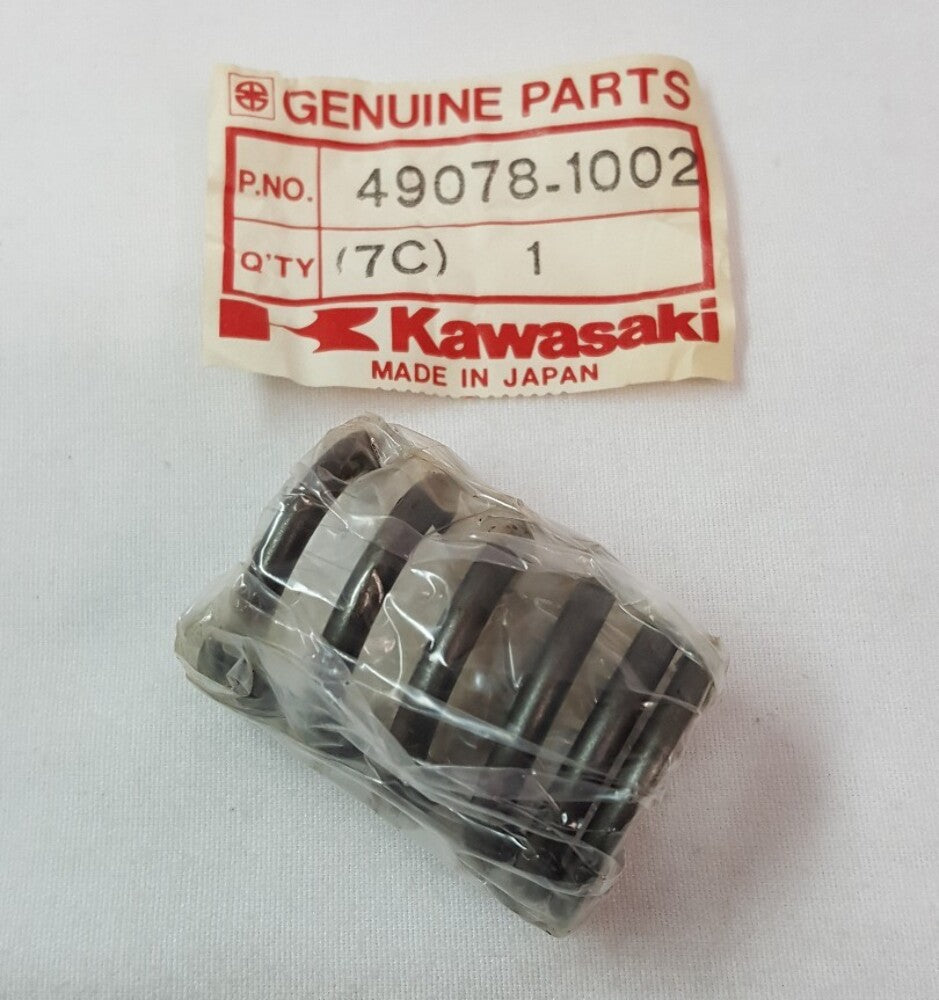 GENUINE PARTS
P.NO. 49078-1002
Q'TY (7C) 1
Kawasaki
MADE IN JAPAN